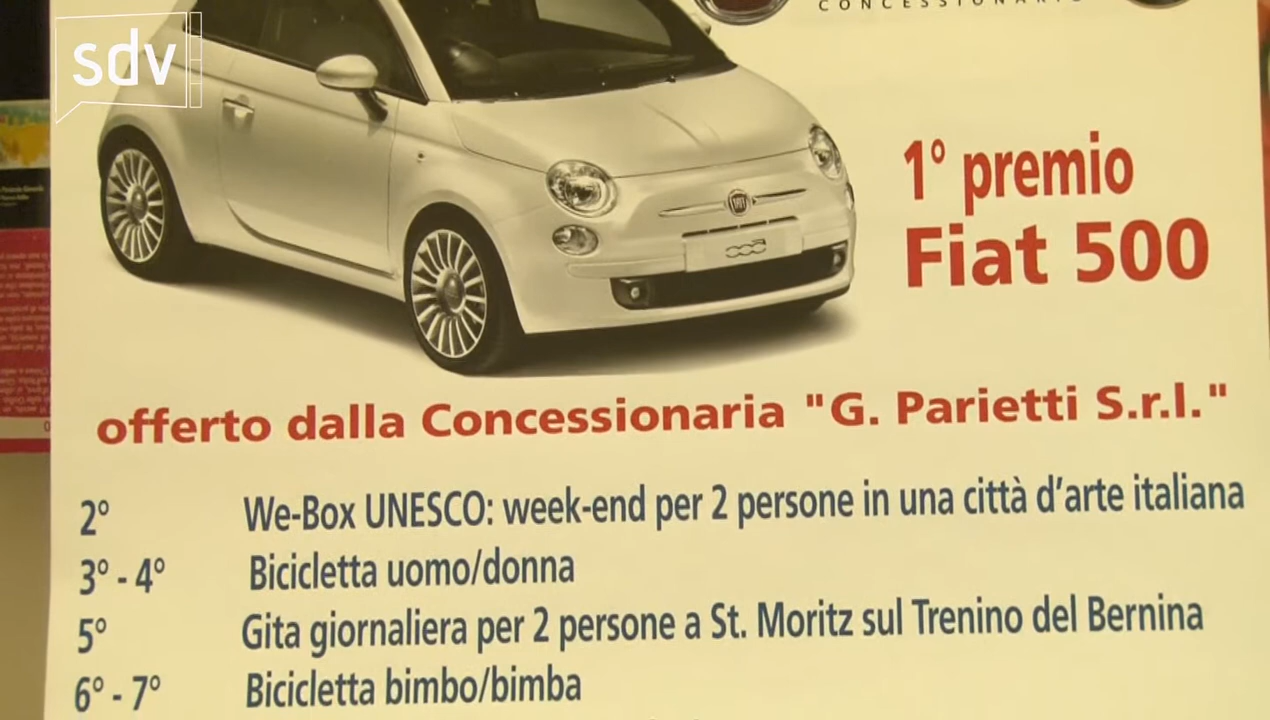 sdv
CONCESSIONARIO
1° premio
Fiat 500
offerto dalla Concessionaria "G. Parietti S.r.l."
2° We-Box UNESCO: week-end per 2 persone in una città d'arte italiana
3° - 4° Bicicletta uomo/donna
5° Gita giornaliera per 2 persone a St. Moritz sul Trenino del Bernina
6° - 7° Bicicletta bimbo/bimba